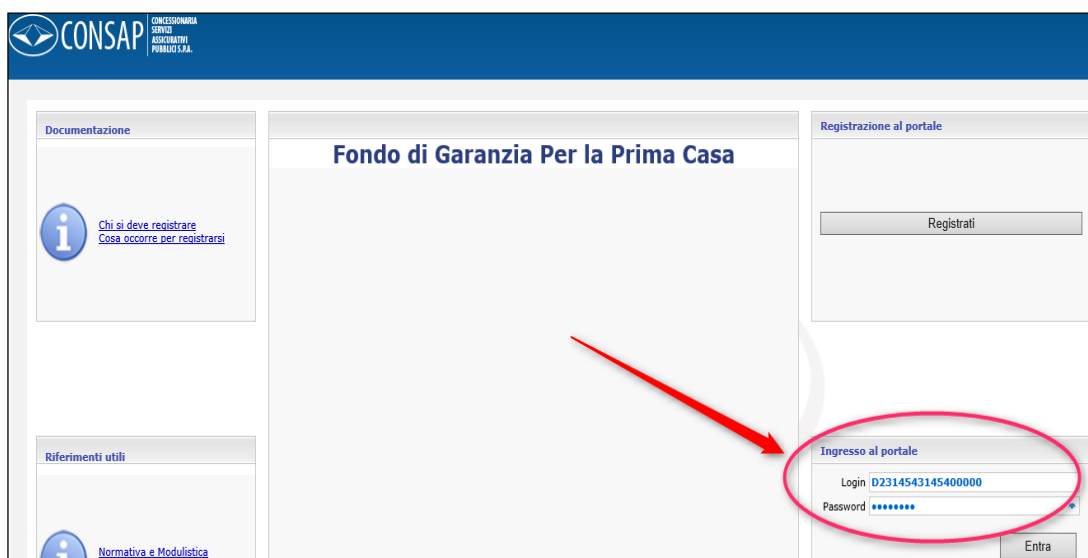 CONSAP
CONCESSIONARIA
SERVIZI
ASSICURATIVI
PUBBLICI S.P.A.
Documentazione
Chi si deve registrare
Cosa occorre per registrarsi
Fondo di Garanzia Per la Prima Casa
Registrazione al portale
Registrati
Riferimenti utili
Normativa e Modulistica
Ingresso al portale
Login D2314543145400000
Password ••••••••
Entra